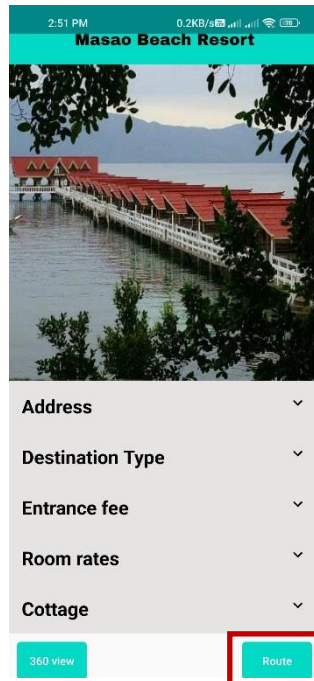 2:51 PM 0.2KB/s
Masao Beach Resort
Address
Destination Type
Entrance fee
Room rates
Cottage
360 view Route